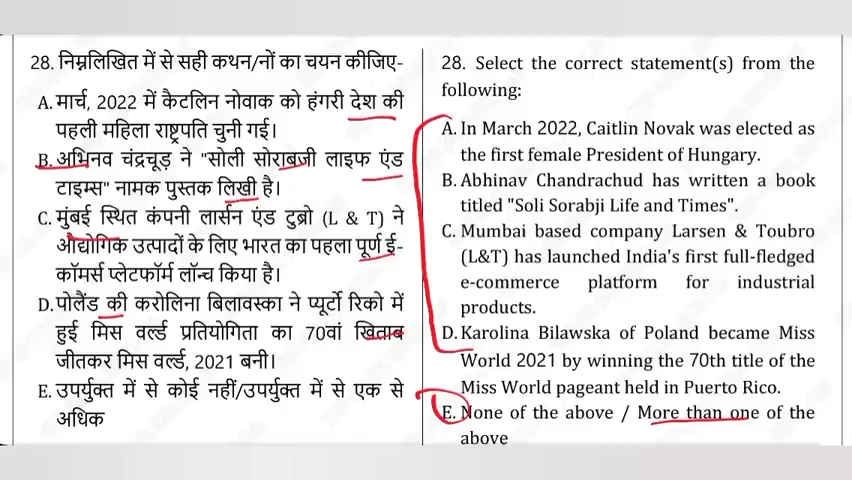 28. निम्नलिखित में से सही कथन/नों का चयन कीजिए-
A. मार्च, 2022 में कैटलिन नोवाक को हंगरी देश की
पहली महिला राष्ट्रपति चुनी गई।
B. अभिनव चंद्रचूड़ ने "सोली सोराबजी लाइफ एंड
टाइम्स" नामक पुस्तक लिखी है।
C. मुंबई स्थित कंपनी लार्सन एंड टुब्रो (L & T) ने
औद्योगिक उत्पादों के लिए भारत का पहला पूर्ण ई-
कॉमर्स प्लेटफॉर्म लॉन्च किया है।
D. पोलैंड की करोलिना बिलावस्का ने प्यूर्टो रिको में
हुई मिस वर्ल्ड प्रतियोगिता का 70वां खिताब
जीतकर मिस वर्ल्ड, 2021 बनी।
E. उपर्युक्त में से कोई नहीं/उपर्युक्त में से एक से
अधिक
28. Select the correct statement(s) from the
following:
A. In March 2022, Caitlin Novak was elected as
the first female President of Hungary.
B. Abhinav Chandrachud has written a book
titled "Soli Sorabji Life and Times".
C. Mumbai based company Larsen & Toubro
(L&T) has launched India's first full-fledged
e-commerce platform for industrial
products.
D. Karolina Bilawska of Poland became Miss
World 2021 by winning the 70th title of the
Miss World pageant held in Puerto Rico.
E. None of the above / More than one of the
above